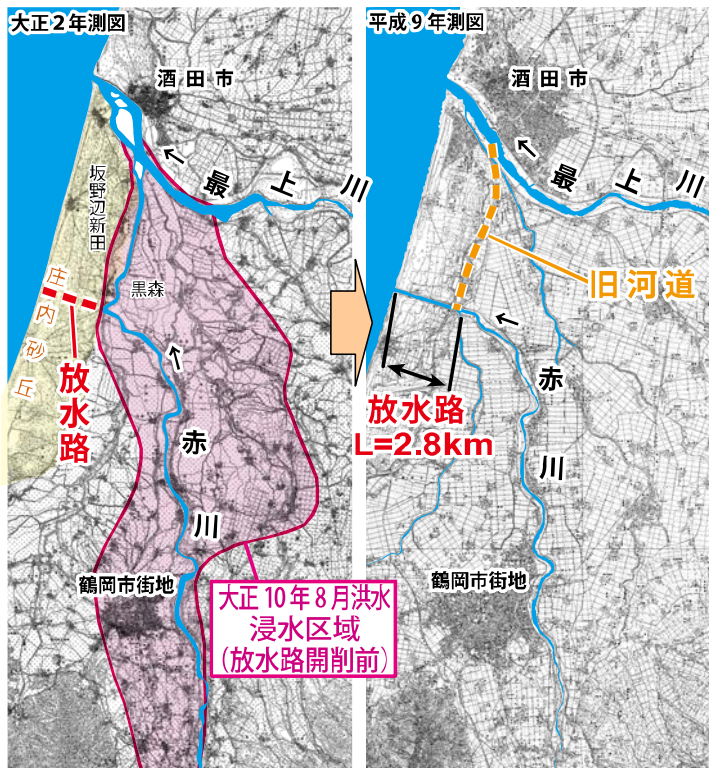 大正2年測図
酒田市
最上川
坂野辺新田
黒森
庄内砂丘
放水路
赤川
鶴岡市街地
大正10年8月洪水
浸水区域
(放水路開削前)
平成9年測図
酒田市
最上川
旧河道
赤川
放水路
L=2.8km
鶴岡市街地